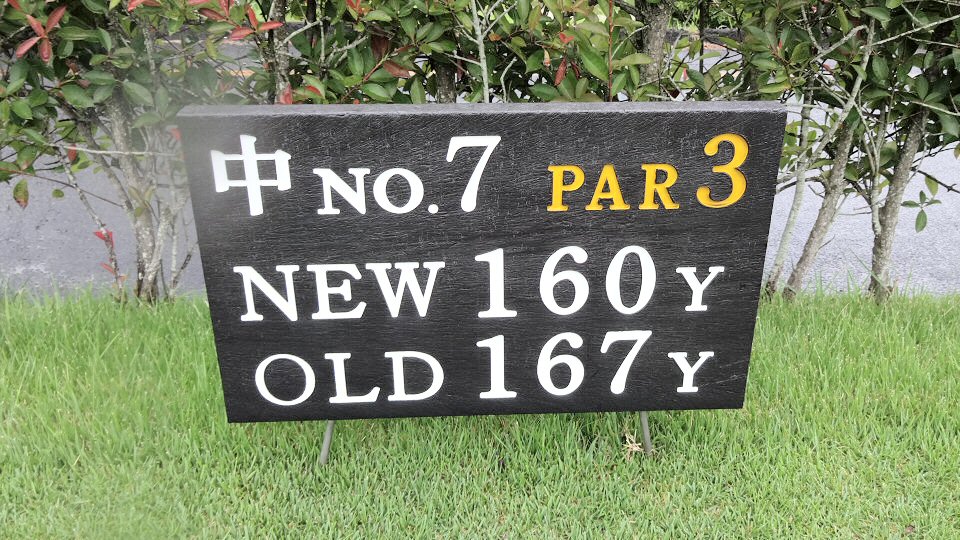 中 NO.7 PAR 3
NEW 160 Y
OLD 167 Y